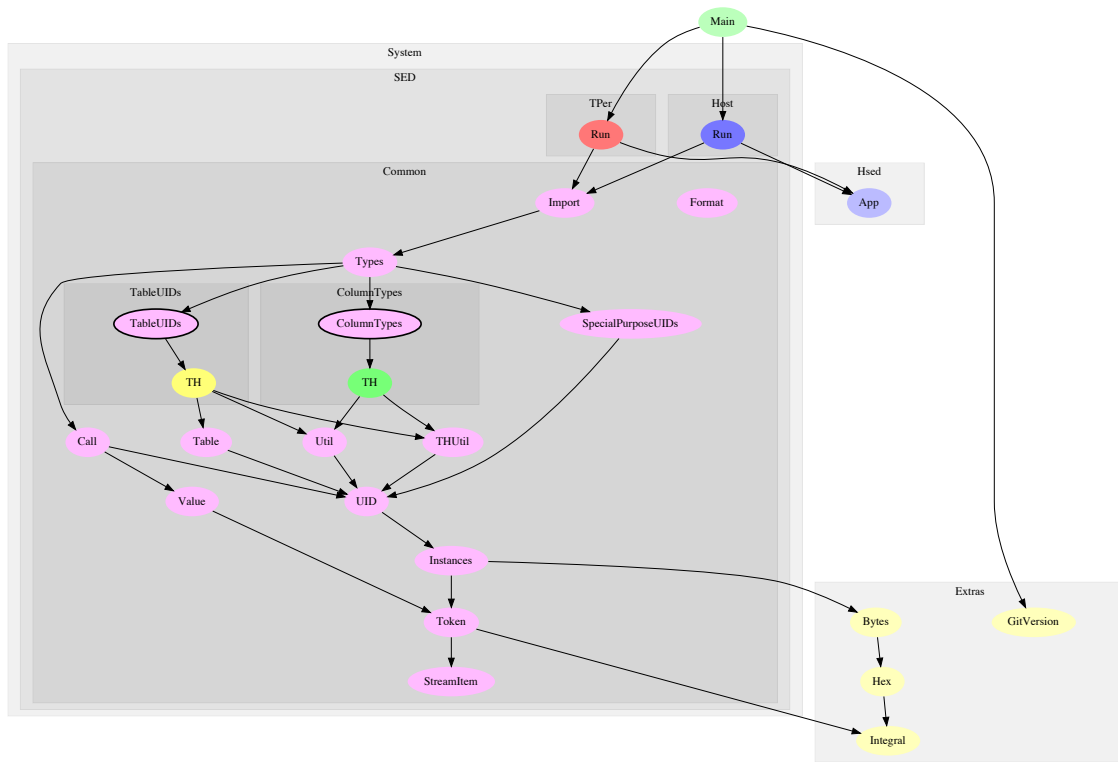 Main
System
SED
TPer
Host
Run
Run
Common
Hsed
Import
Format
App
Types
TableUIDs
ColumnTypes
TableUIDs
ColumnTypes
SpecialPurposeUIDs
TH
TH
Call
Table
Util
THUtil
Value
UID
Instances
Extras
Token
Bytes
GitVersion
StreamItem
Hex
Integral